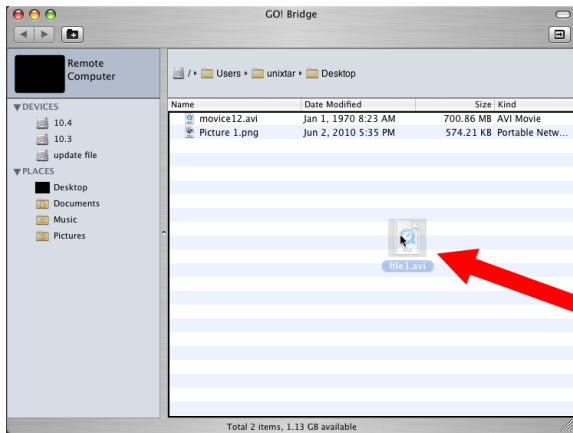 GO! Bridge
Remote
Computer
/ ▸ Users ▸ unixtar ▸ Desktop
▼DEVICES
10.4
10.3
update file
▼PLACES
Desktop
Documents
Music
Pictures
Name Date Modified Size Kind
movice12.avi Jan 1, 1970 8:23 AM 700.86 MB AVI Movie
Picture 1.png Jun 2, 2010 5:35 PM 574.21 KB Portable Netw...
file1.avi
Total 2 items, 1.13 GB available